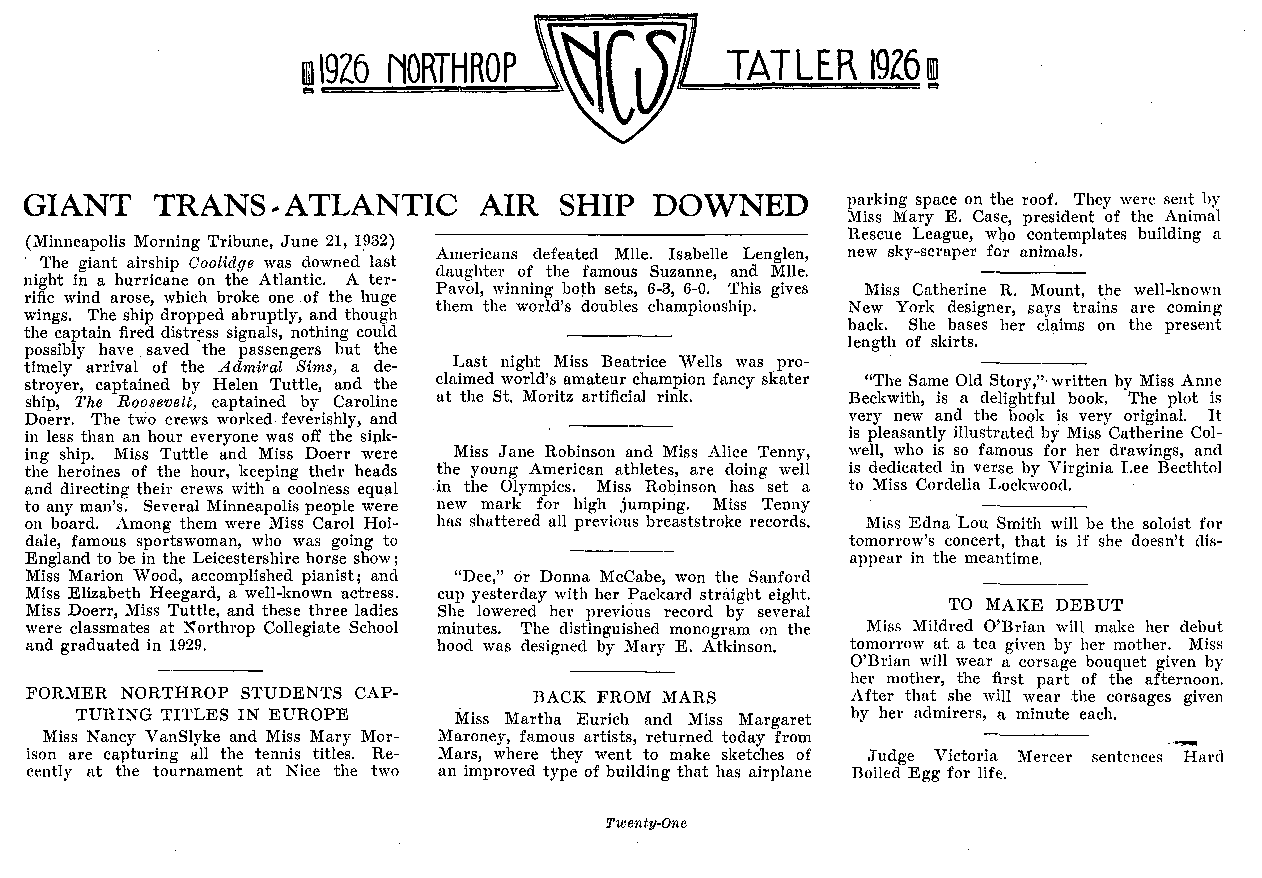 1926 NORTHROP NCS TATLER 1926
GIANT TRANS-ATLANTIC AIR SHIP DOWNED
(Minneapolis Morning Tribune, June 21, 1932)
The giant airship Coolidge was downed last
night in a hurricane on the Atlantic. A ter-
rific wind arose, which broke one of the huge
wings. The ship dropped abruptly, and though
the captain fired distress signals, nothing could
possibly have saved the passengers but the
timely arrival of the Admiral Sims, a de-
stroyer, captained by Helen Tuttle, and the
ship, The Roosevelt, captained by Caroline
Doerr. The two crews worked feverishly, and
in less than an hour everyone was off the sink-
ing ship. Miss Tuttle and Miss Doerr were
the heroines of the hour, keeping their heads
and directing their crews with a coolness equal
to any man's. Several Minneapolis people were
on board. Among them were Miss Carol Hoi-
dale, famous sportswoman, who was going to
England to be in the Leicestershire horse show;
Miss Marion Wood, accomplished pianist; and
Miss Elizabeth Heegard, a well-known actress.
Miss Doerr, Miss Tuttle, and these three ladies
were classmates at Northrop Collegiate School
and graduated in 1929.
FORMER NORTHROP STUDENTS CAP-
TURING TITLES IN EUROPE
Miss Nancy VanSlyke and Miss Mary Mor-
ison are capturing all the tennis titles. Re-
cently at the tournament at Nice the two
Americans defeated Mlle. Isabelle Lenglen,
daughter of the famous Suzanne, and Mlle.
Pavol, winning both sets, 6-3, 6-0. This gives
them the world's doubles championship.
Last night Miss Beatrice Wells was pro-
claimed world's amateur champion fancy skater
at the St. Moritz artificial rink.
Miss Jane Robinson and Miss Alice Tenny,
the young American athletes, are doing well
in the Olympics. Miss Robinson has set a
new mark for high jumping. Miss Tenny
has shattered all previous breaststroke records.
"Dee," or Donna McCabe, won the Sanford
cup yesterday with her Packard straight eight.
She lowered her previous record by several
minutes. The distinguished monogram on the
hood was designed by Mary E. Atkinson.
BACK FROM MARS
Miss Martha Eurich and Miss Margaret
Maroney, famous artists, returned today from
Mars, where they went to make sketches of
an improved type of building that has airplane
parking space on the roof. They were sent by
Miss Mary E. Case, president of the Animal
Rescue League, who contemplates building a
new sky-scraper for animals.
Miss Catherine R. Mount, the well-known
New York designer, says trains are coming
back. She bases her claims on the present
length of skirts.
"The Same Old Story," written by Miss Anne
Beckwith, is a delightful book. The plot is
very new and the book is very original. It
is pleasantly illustrated by Miss Catherine Col-
well, who is so famous for her drawings, and
is dedicated in verse by Virginia Lee Becthtol
to Miss Cordelia Lockwood.
Miss Edna Lou Smith will be the soloist for
tomorrow's concert, that is if she doesn't dis-
appear in the meantime.
TO MAKE DEBUT
Miss Mildred O'Brian will make her debut
tomorrow at a tea given by her mother. Miss
O'Brian will wear a corsage bouquet given by
her mother, the first part of the afternoon.
After that she will wear the corsages given
by her admirers, a minute each.
Judge Victoria Mercer sentences Hard
Boiled Egg for life.
Twenty-One